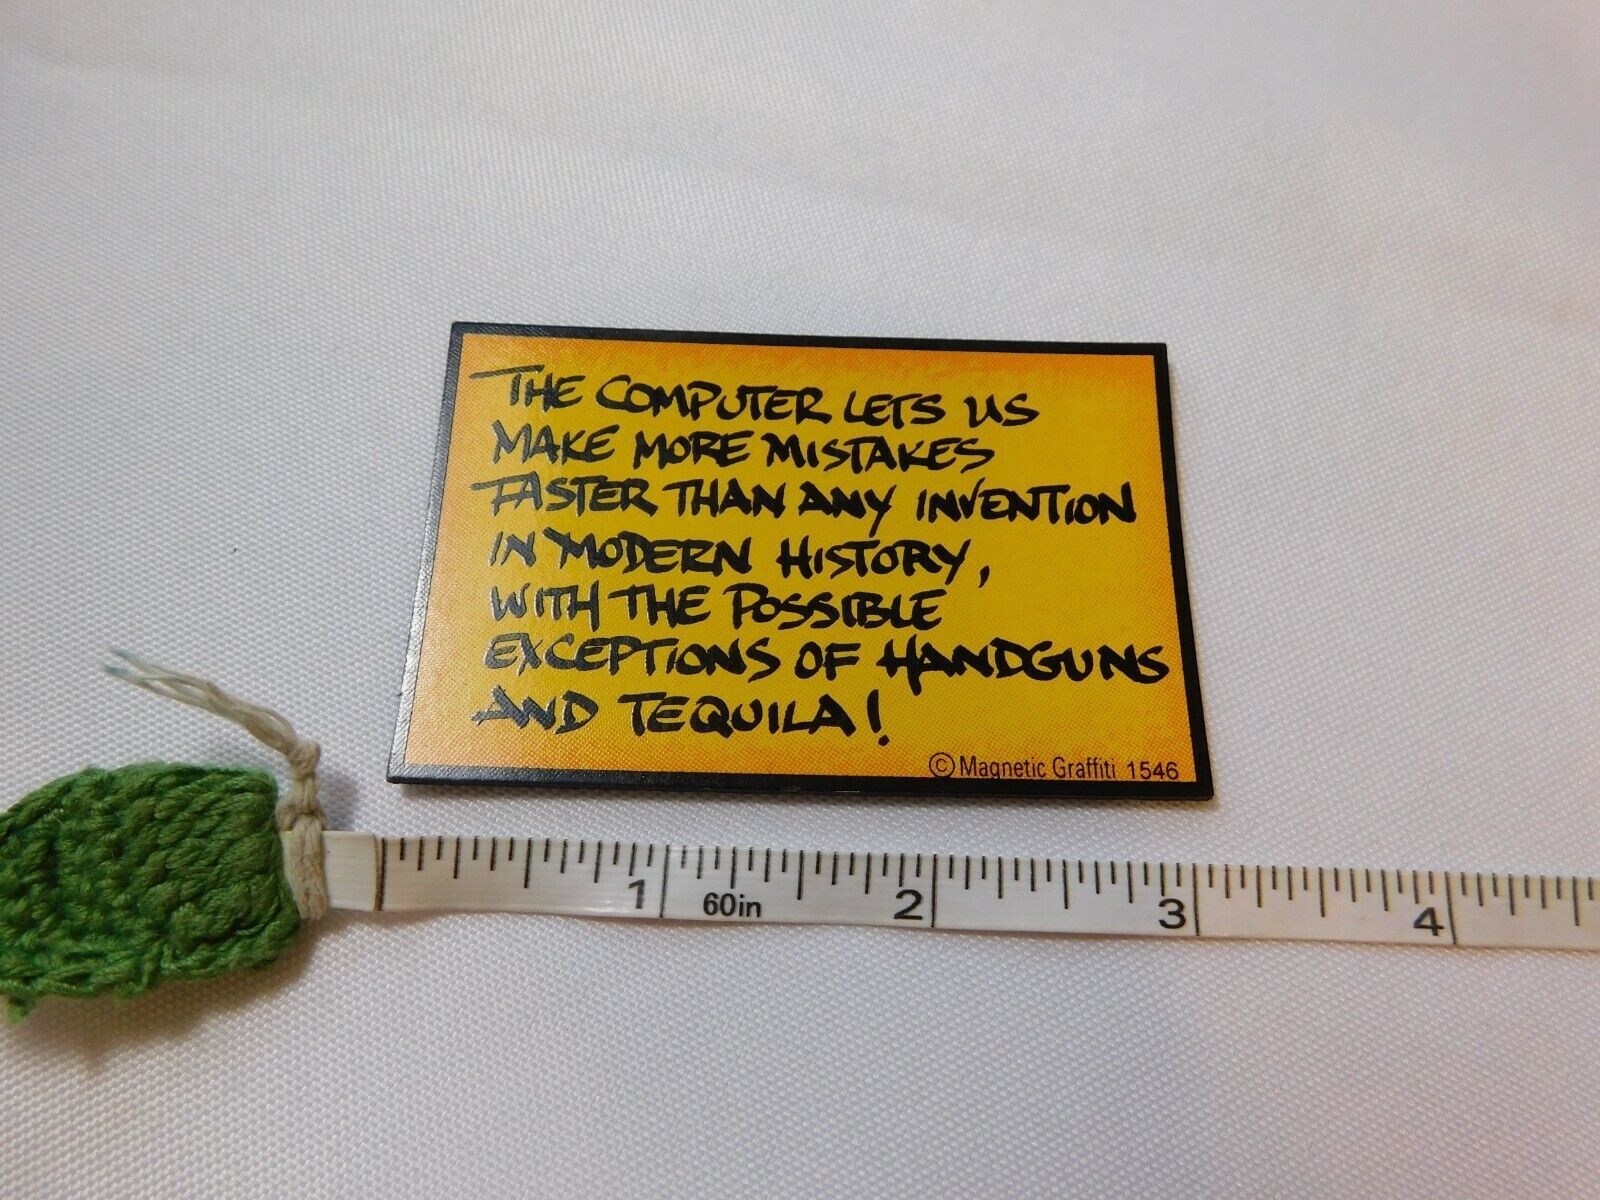 THE COMPUTER LETS US
MAKE MORE MISTAKES
FASTER THAN ANY INVENTION
IN MODERN HISTORY,
WITH THE POSSIBLE
EXCEPTIONS OF HANDGUNS
AND TEQUILA!
© Magnetic Graffiti 1546
1 60in 2 3 4